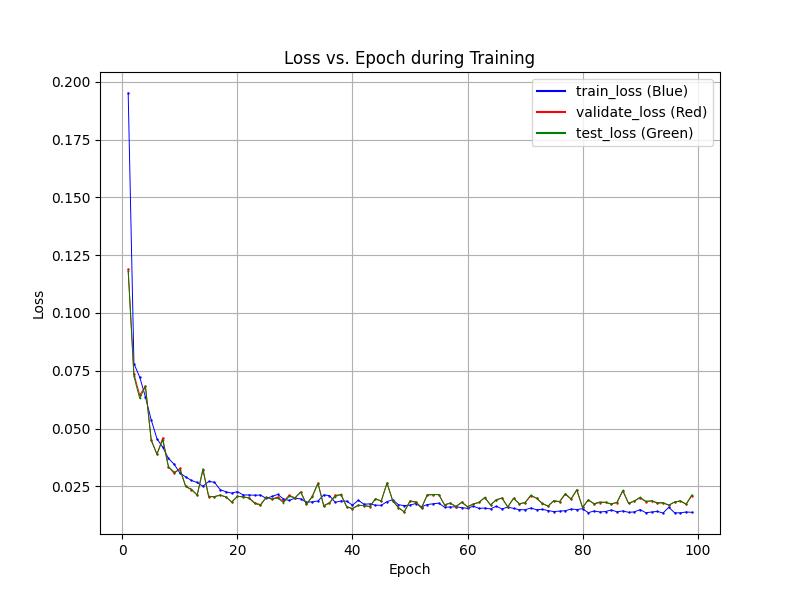 Loss vs. Epoch during Training
train_loss (Blue)
validate_loss (Red)
test_loss (Green)
0.200
0.175
0.150
0.125
0.100
0.075
0.050
0.025
Loss
0 20 40 60 80 100
Epoch